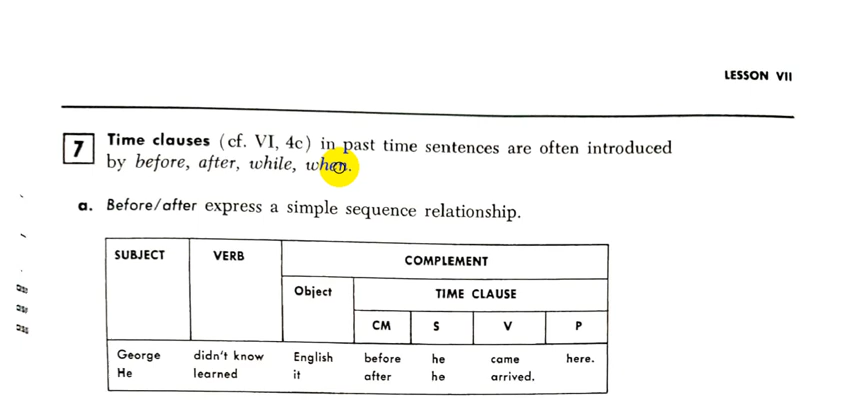 LESSON VII
7 Time clauses (cf. VI, 4c) in past time sentences are often introduced
by before, after, while, when.
a. Before/after express a simple sequence relationship.
SUBJECT VERB COMPLEMENT
Object TIME CLAUSE
CM S V P
George didn't know English before he came here.
He learned it after he arrived.